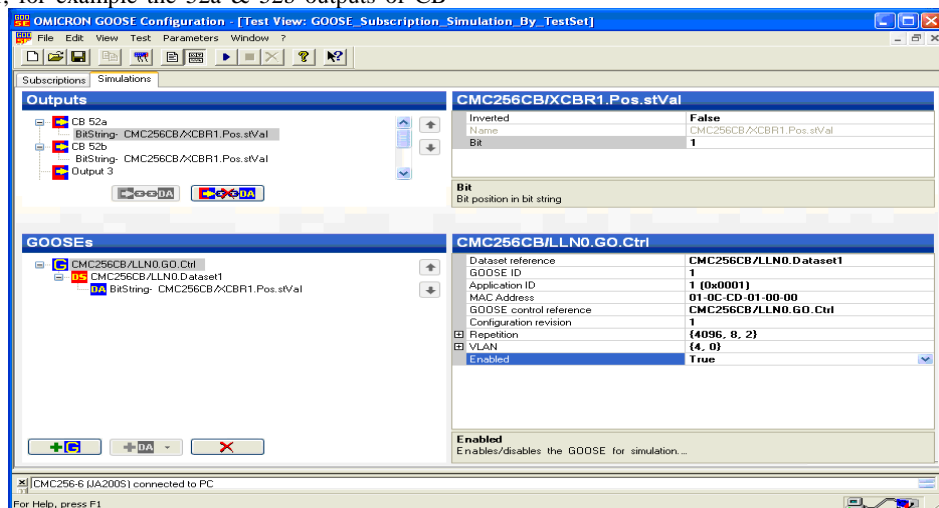 , for example the 52a & 52b outputs of CB
OMICRON GOOSE Configuration - [Test View: GOOSE_Subscription_Simulation_By_TestSet]
File Edit View Test Parameters Window ?
Subscriptions Simulations
Outputs
CB 52a
BitString- CMC256CB/XCBR1.Pos.stVal
CB 52b
BitString- CMC256CB/XCBR1.Pos.stVal
Output 3
DA DA
CMC256CB/XCBR1.Pos.stVal
Inverted False
Name CMC256CB/XCBR1.Pos.stVal
Bit 1
Bit
Bit position in bit string
GOOSEs
G CMC256CB/LLN0.GO.Ctrl
DS CMC256CB/LLN0.Dataset1
DA BitString- CMC256CB/XCBR1.Pos.stVal
+G +DA
CMC256CB/LLN0.GO.Ctrl
Dataset reference CMC256CB/LLN0.Dataset1
GOOSE ID 1
Application ID 1 (0x0001)
MAC Address 01-0C-CD-01-00-00
GOOSE control reference CMC256CB/LLN0.GO.Ctrl
Configuration revision 1
Repetition {4096, 8, 2}
VLAN {4, 0}
Enabled True
Enabled
Enables/disables the GOOSE for simulation...
CMC256-6 (JA200S) connected to PC
For Help, press F1